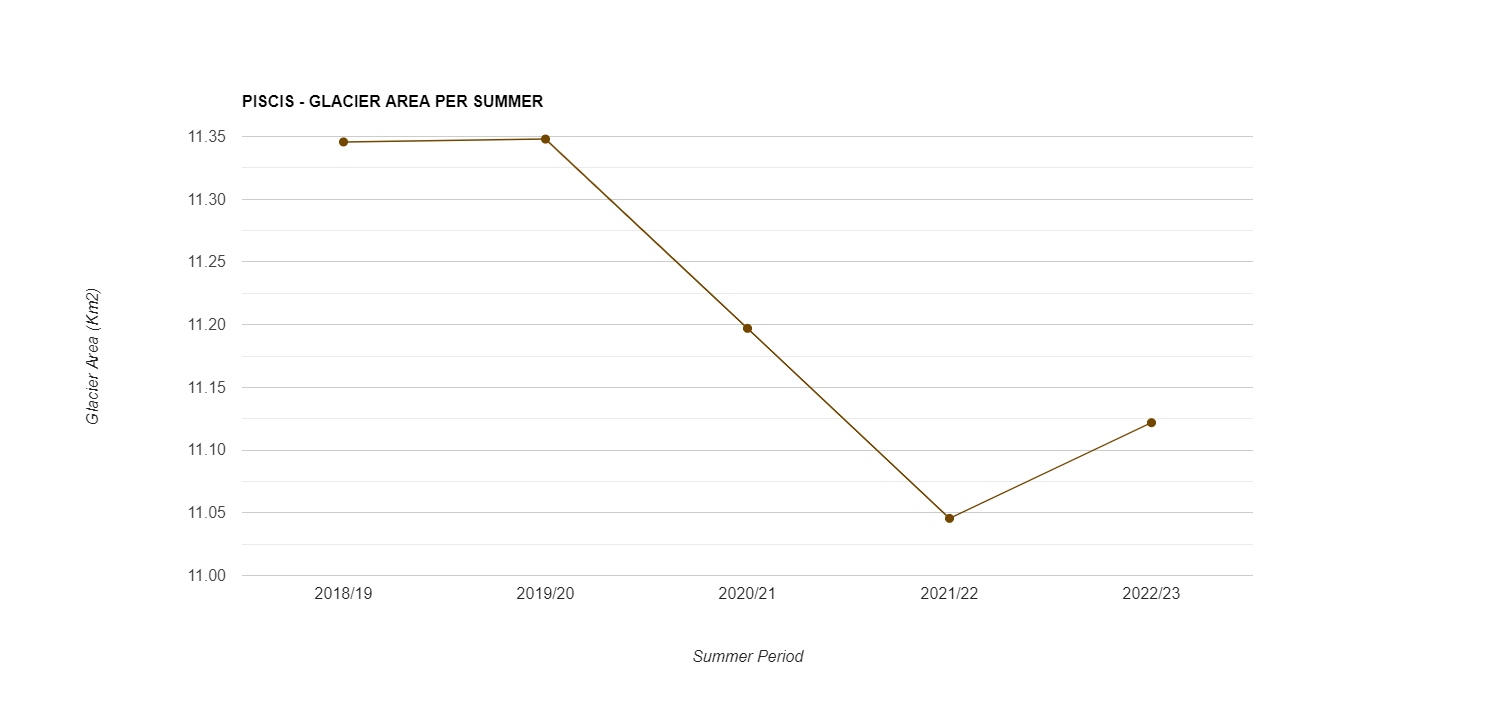 PISCIS - GLACIER AREA PER SUMMER
11.35
11.30
11.25
11.20
11.15
11.10
11.05
11.00
Glacier Area (Km2)
2018/19 2019/20 2020/21 2021/22 2022/23
Summer Period